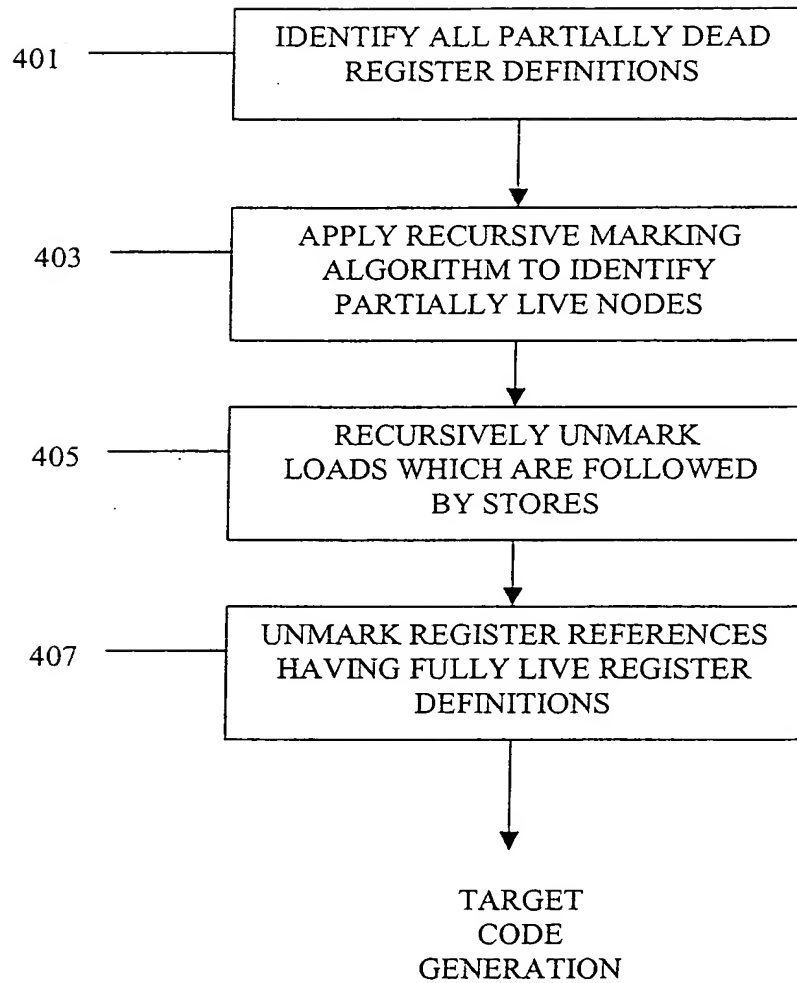 401
IDENTIFY ALL PARTIALLY DEAD
REGISTER DEFINITIONS
403
APPLY RECURSIVE MARKING
ALGORITHM TO IDENTIFY
PARTIALLY LIVE NODES
405
RECURSIVELY UNMARK
LOADS WHICH ARE FOLLOWED
BY STORES
407
UNMARK REGISTER REFERENCES
HAVING FULLY LIVE REGISTER
DEFINITIONS
TARGET
CODE
GENERATION